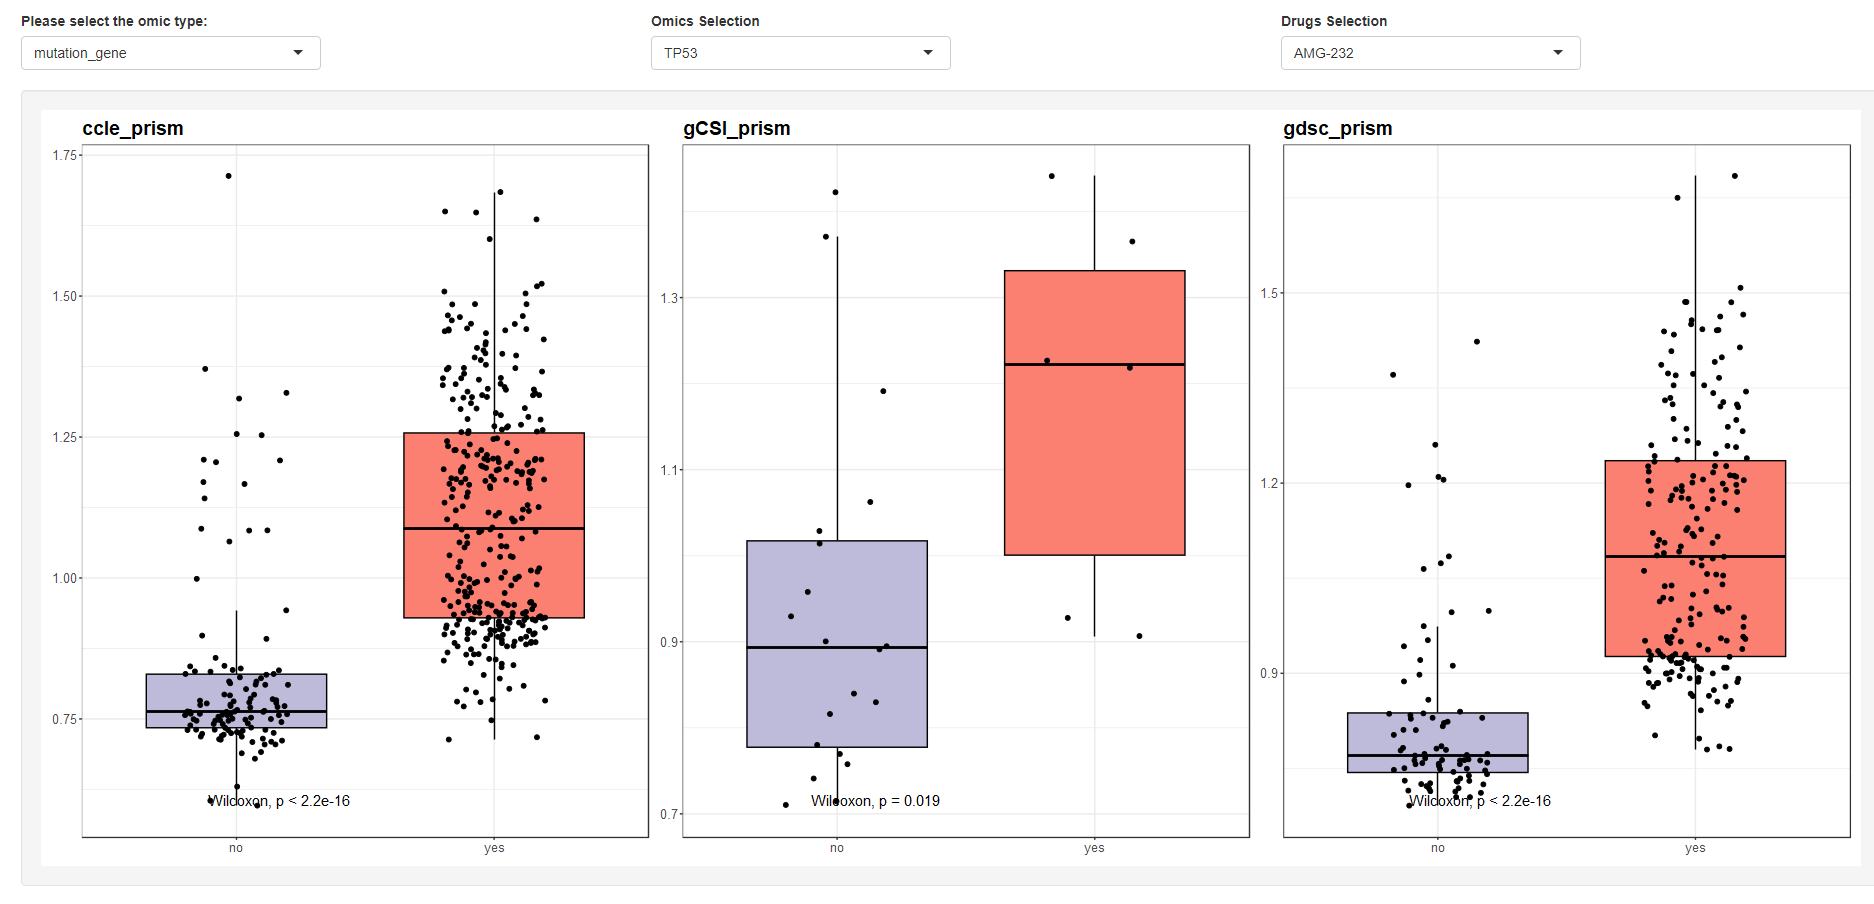 Please select the omic type: Omics Selection Drugs Selection
mutation_gene TP53 AMG-232
ccle_prism gCSI_prism gdsc_prism
1.75
1.50
1.25
1.00
0.75
Wilcoxon, p < 2.2e-16
no yes
1.3
1.1
0.9
0.7
Wilcoxon, p = 0.019
no yes
1.5
1.2
0.9
Wilcoxon, p < 2.2e-16
no yes